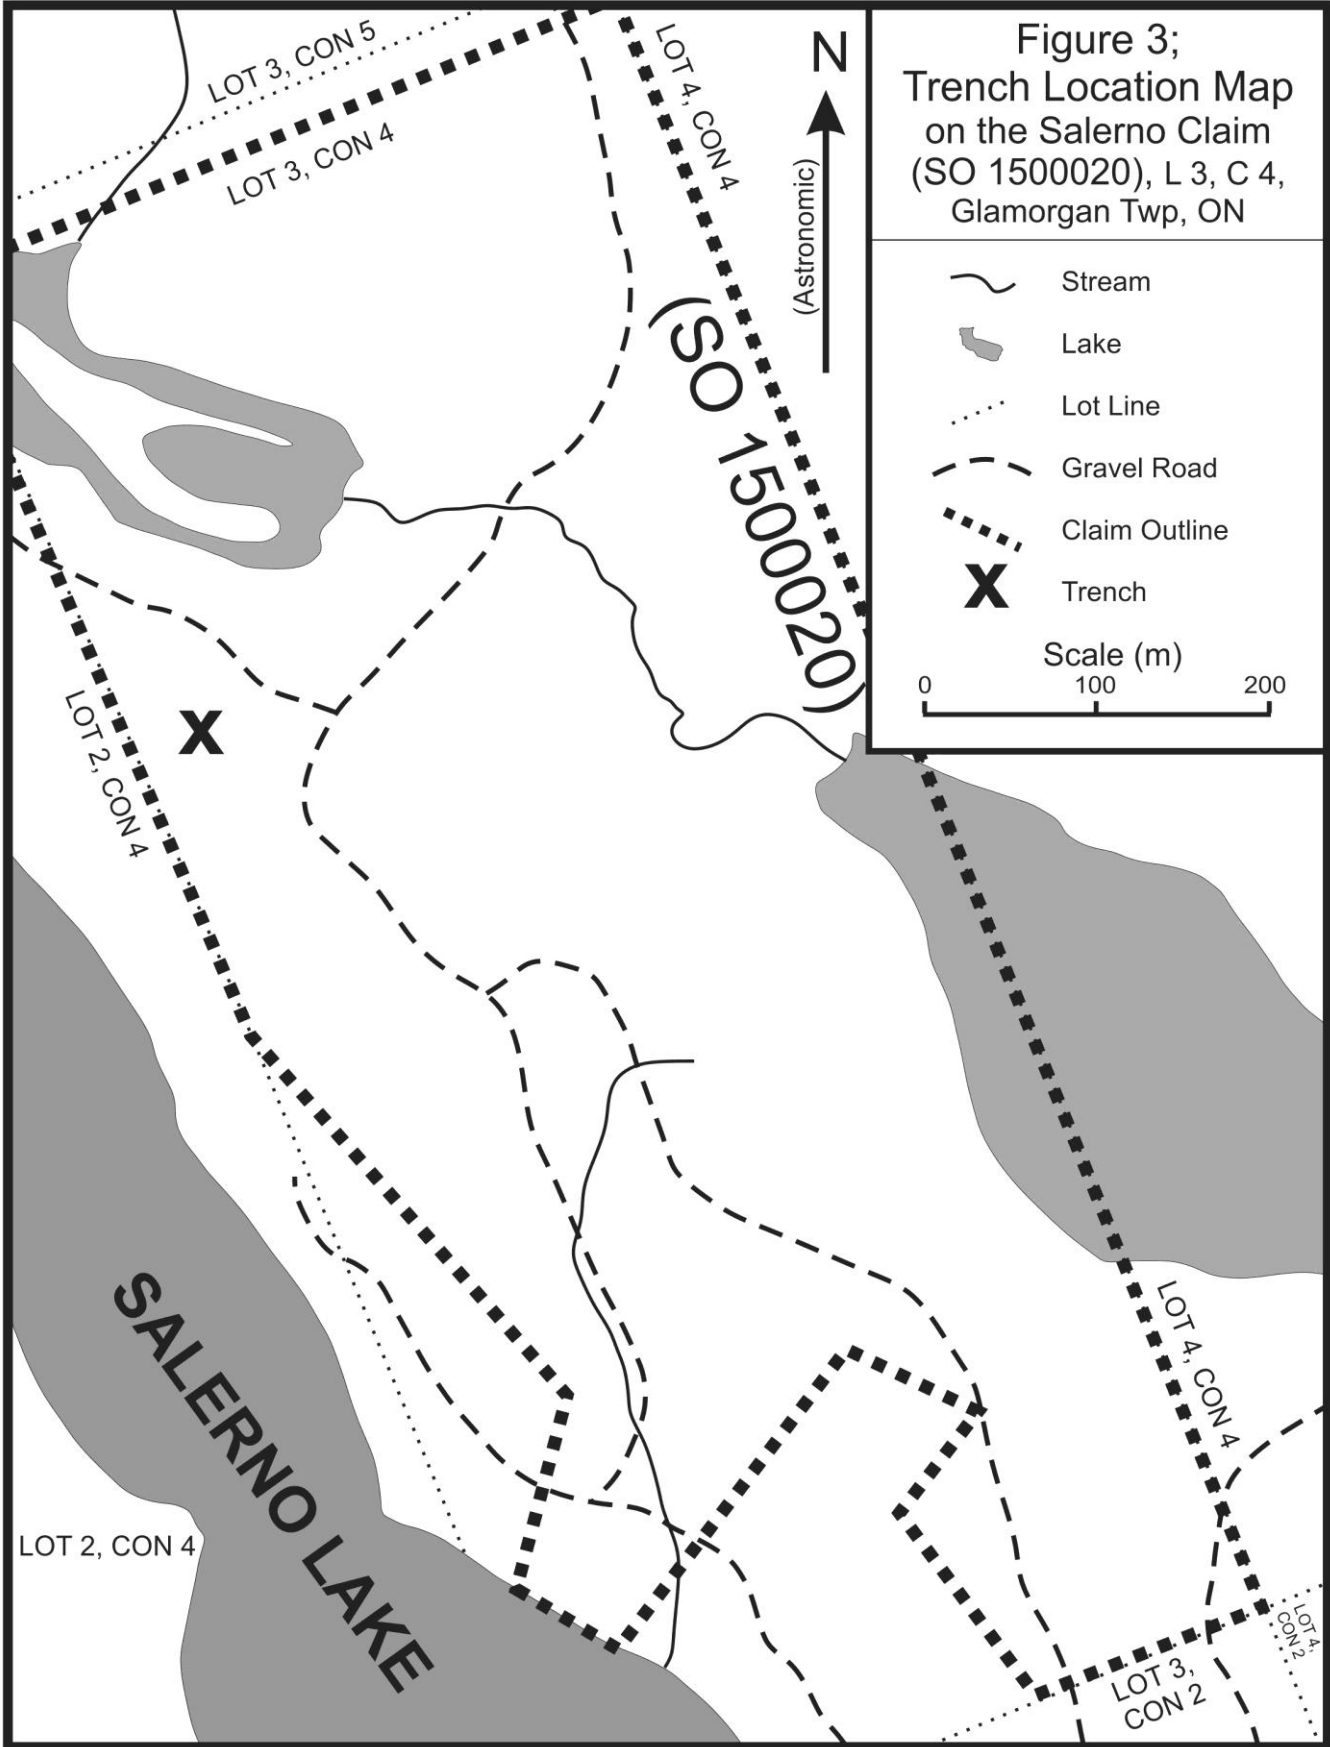 Figure 3;
Trench Location Map
on the Salerno Claim
(SO 1500020), L 3, C 4,
Glamorgan Twp, ON
Stream
Lake
Lot Line
Gravel Road
Claim Outline
X Trench
Scale (m)
0 100 200
N
(Astronomic)
LOT 3, CON 5
LOT 3, CON 4
LOT 4, CON 4
(SO 1500020)
X
LOT 2, CON 4
SALERNO LAKE
LOT 2, CON 4
LOT 4, CON 4
LOT 3,
CON 2
LOT 4,
CON 2